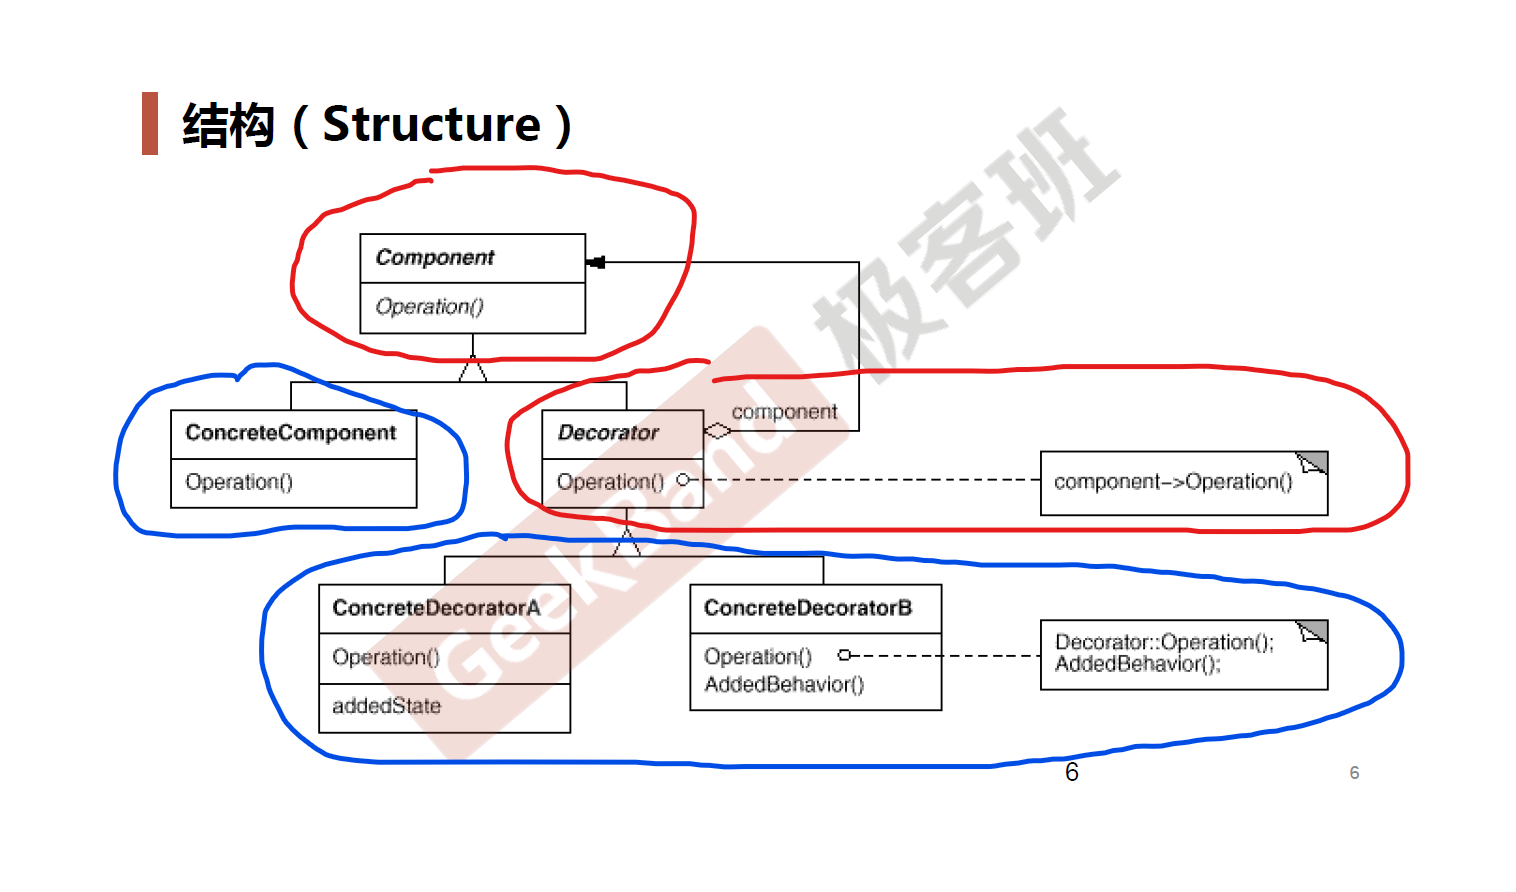 结构（Structure）
极客班
GeekBand
Component
Operation()
component
ConcreteComponent
Operation()
Decorator
Operation()
component->Operation()
ConcreteDecoratorA
Operation()
addedState
ConcreteDecoratorB
Operation()
AddedBehavior()
Decorator::Operation();
AddedBehavior();
6
6